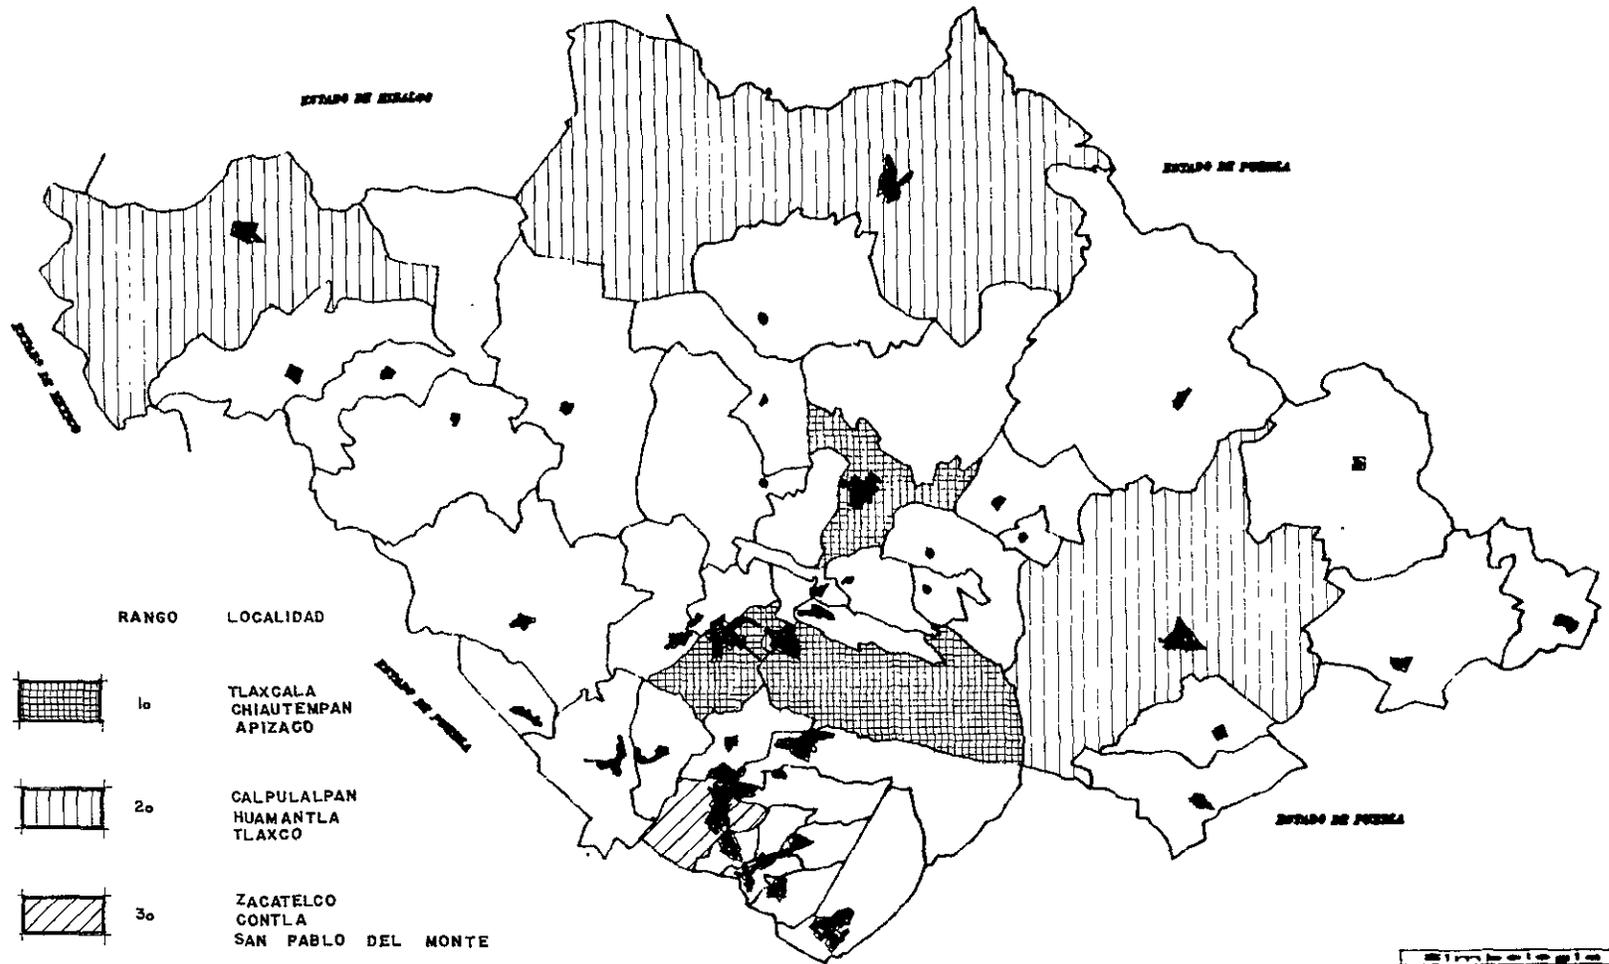 ESTADO DE HIDALGO
ESTADO DE PUEBLA
ESTADO DE MEXICO
RANGO LOCALIDAD
ESTADO DE PUEBLA
1o TLAXCALA
CHIAUTEMPAN
APIZACO
2o CALPULALPAN
HUAMANTLA
TLAXCO
ESTADO DE PUEBLA
3o ZACATELCO
CONTLA
SAN PABLO DEL MONTE